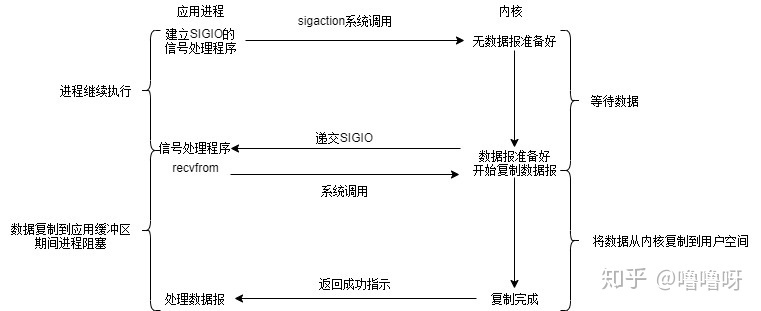 应用进程
内核
sigaction系统调用
建立SIGIO的
信号处理程序
无数据报准备好
进程继续执行
等待数据
递交SIGIO
信号处理程序
数据报准备好
开始复制数据报
recvfrom
系统调用
数据复制到应用缓冲区
期间进程阻塞
将数据从内核复制到用户空间
返回成功指示
处理数据报
复制完成
知乎 @噜噜呀